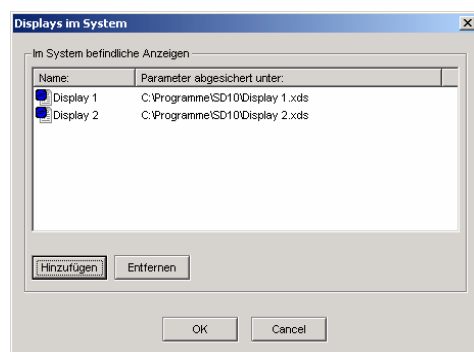 Displays im System
Im System befindliche Anzeigen
Name: Parameter abgesichert unter:
Display 1 C:\Programme\SD10\Display 1.xds
Display 2 C:\Programme\SD10\Display 2.xds
Hinzufügen Entfernen
OK Cancel